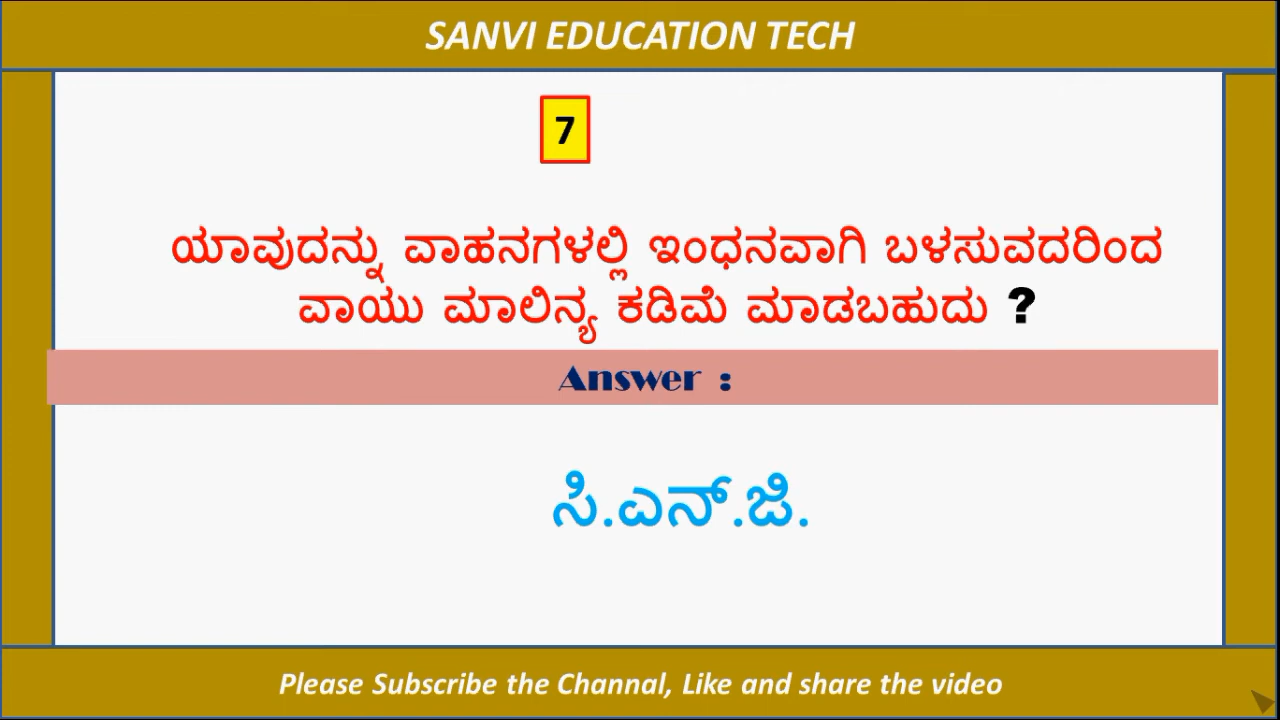 SANVI EDUCATION TECH
7
ಯಾವುದನ್ನು ವಾಹನಗಳಲ್ಲಿ ಇಂಧನವಾಗಿ ಬಳಸುವದರಿಂದ
ವಾಯು ಮಾಲಿನ್ಯ ಕಡಿಮೆ ಮಾಡಬಹುದು ?
Answer :
ಸಿ.ಎನ್.ಜಿ.
Please Subscribe the Channal, Like and share the video